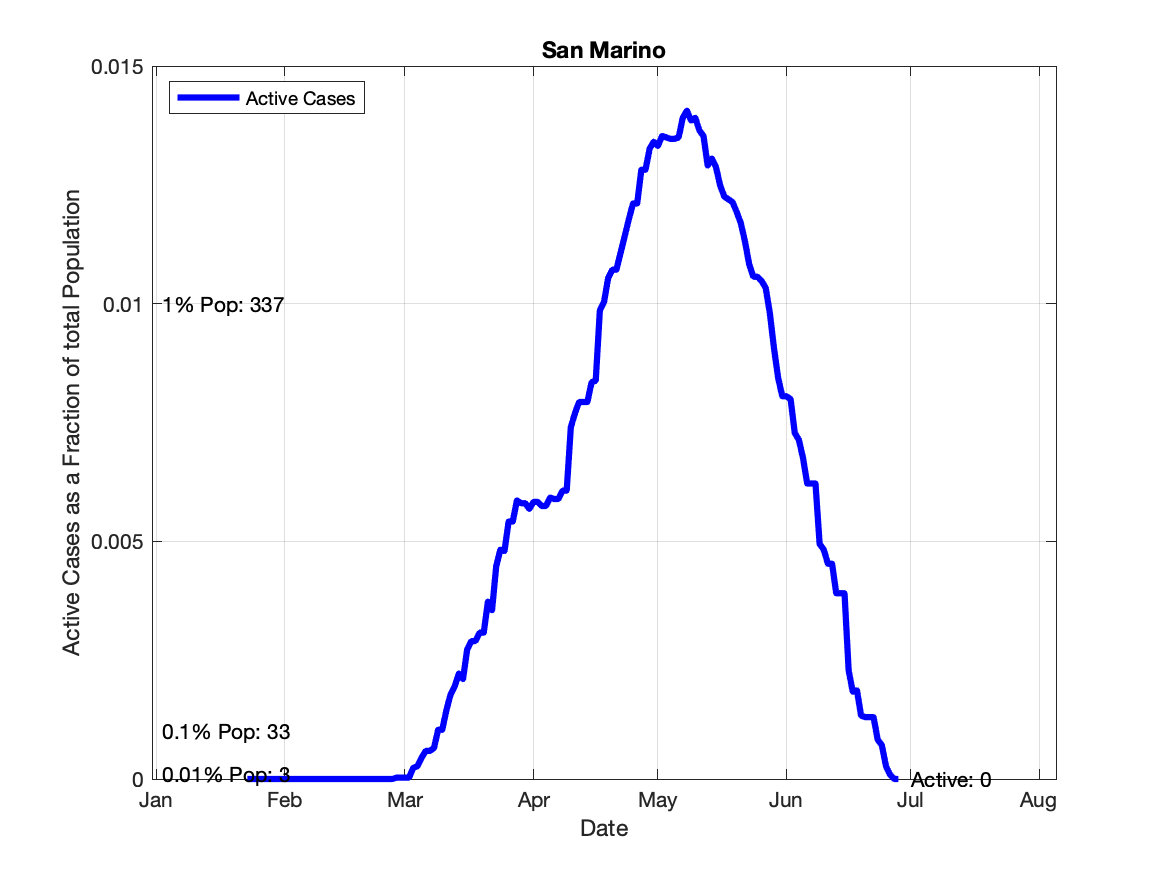 San Marino
0.015
Active Cases
Active Cases as a Fraction of total Population
0.01
1% Pop: 337
0.005
0.1% Pop: 33
0
0.01% Pop: 3
Active: 0
Jan Feb Mar Apr May Jun Jul Aug
Date